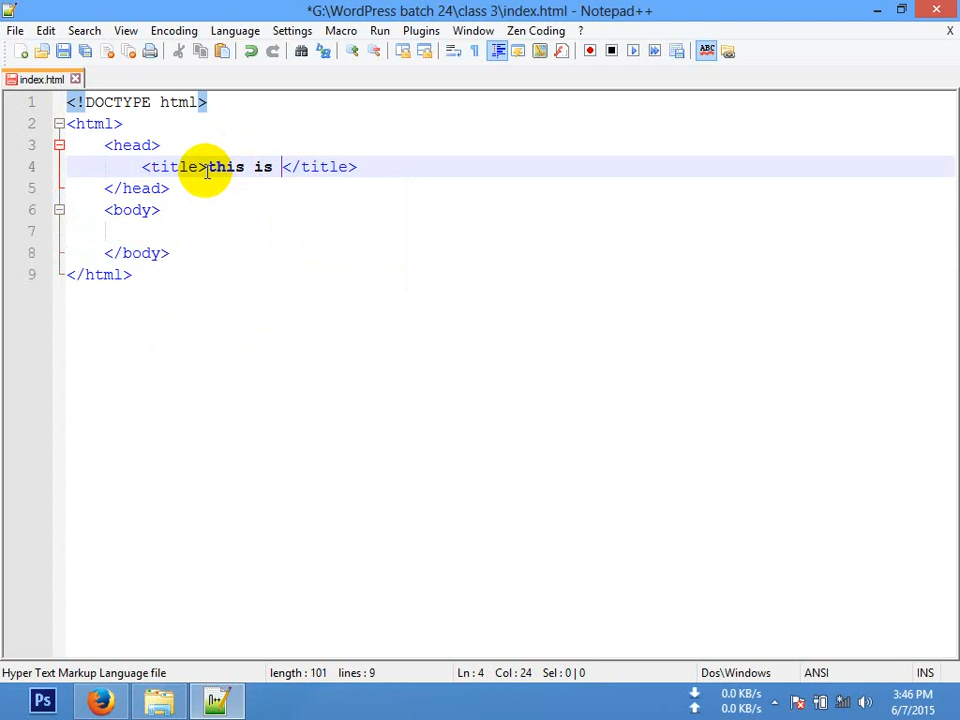 *G:\WordPress batch 24\class 3\index.html - Notepad++
File Edit Search View Encoding Language Settings Macro Run Plugins Window Zen Coding ? X
index.html
1 <!DOCTYPE html>
2 <html>
3 <head>
4 <title>this is </title>
5 </head>
6 <body>
7
8 </body>
9 </html>
Hyper Text Markup Language file length : 101 lines : 9 Ln : 4 Col : 24 Sel : 0 | 0 Dos\Windows ANSI INS
0.0 KB/s
0.0 KB/s
3:46 PM
6/7/2015
Ps
ABC